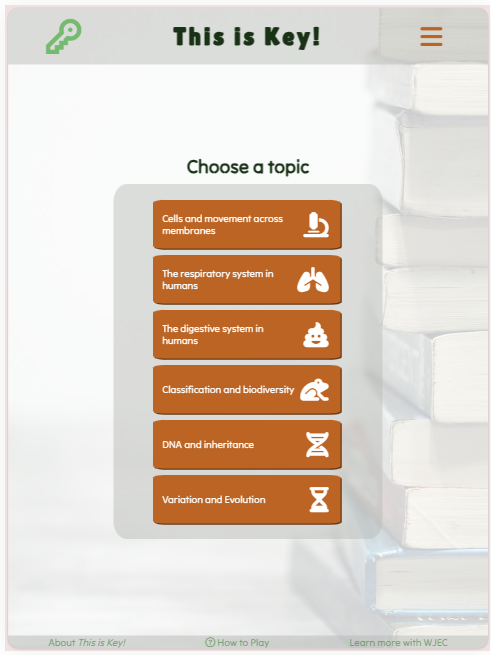 This is Key!
Choose a topic
Cells and movement across
membranes
The respiratory system in
humans
The digestive system in
humans
Classification and biodiversity
DNA and inheritance
Variation and Evolution
About This is Key!
? How to Play
Learn more with WJEC